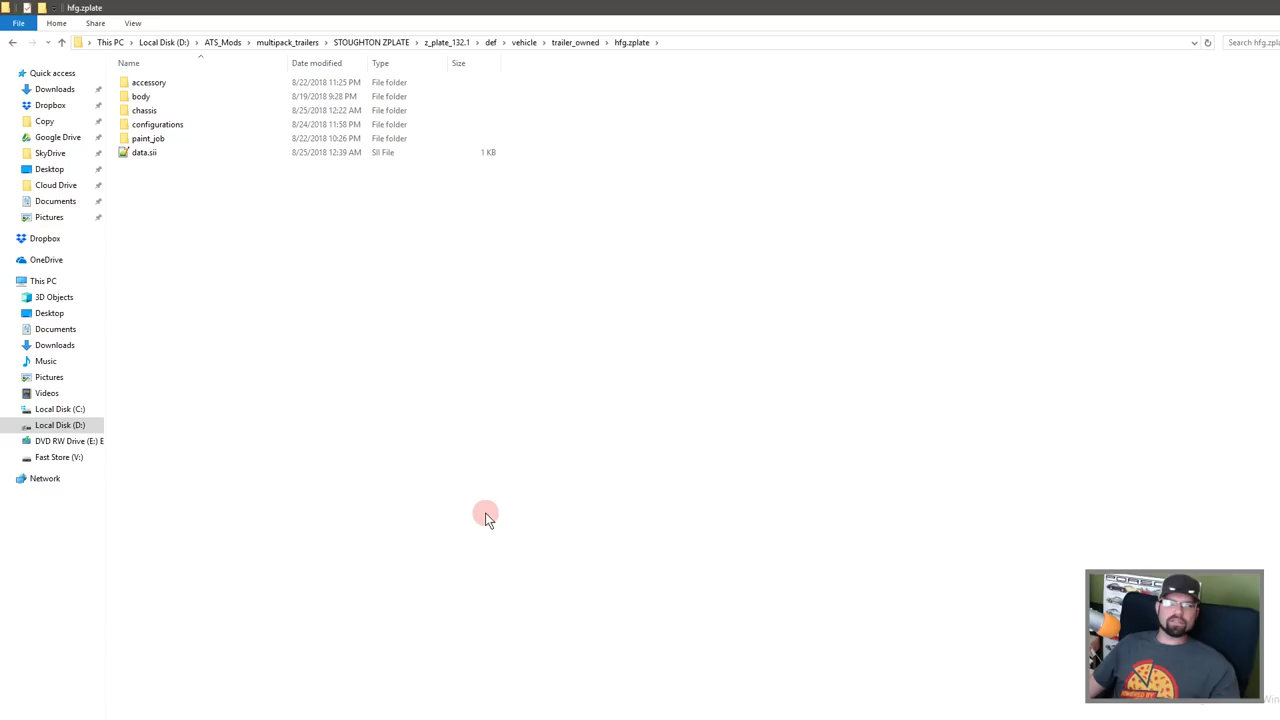 hfg.zplate
File Home Share View
This PC Local Disk (D:) ATS_Mods multipack_trailers STOUGHTON ZPLATE z_plate_132.1 def vehicle trailer_owned hfg.zplate Search hfg.zpla
Name Date modified Type Size
accessory 8/22/2018 11:25 PM File folder
body 8/19/2018 9:28 PM File folder
chassis 8/25/2018 12:22 AM File folder
configurations 8/24/2018 11:58 PM File folder
paint_job 8/22/2018 10:26 PM File folder
data.sii 8/25/2018 12:39 AM SII File 1 KB
Quick access
Downloads
Dropbox
Copy
Google Drive
SkyDrive
Desktop
Cloud Drive
Documents
Pictures
Dropbox
OneDrive
This PC
3D Objects
Desktop
Documents
Downloads
Music
Pictures
Videos
Local Disk (C:)
Local Disk (D:)
DVD RW Drive (E:) E
Fast Store (V:)
Network
POWERED BY
Win